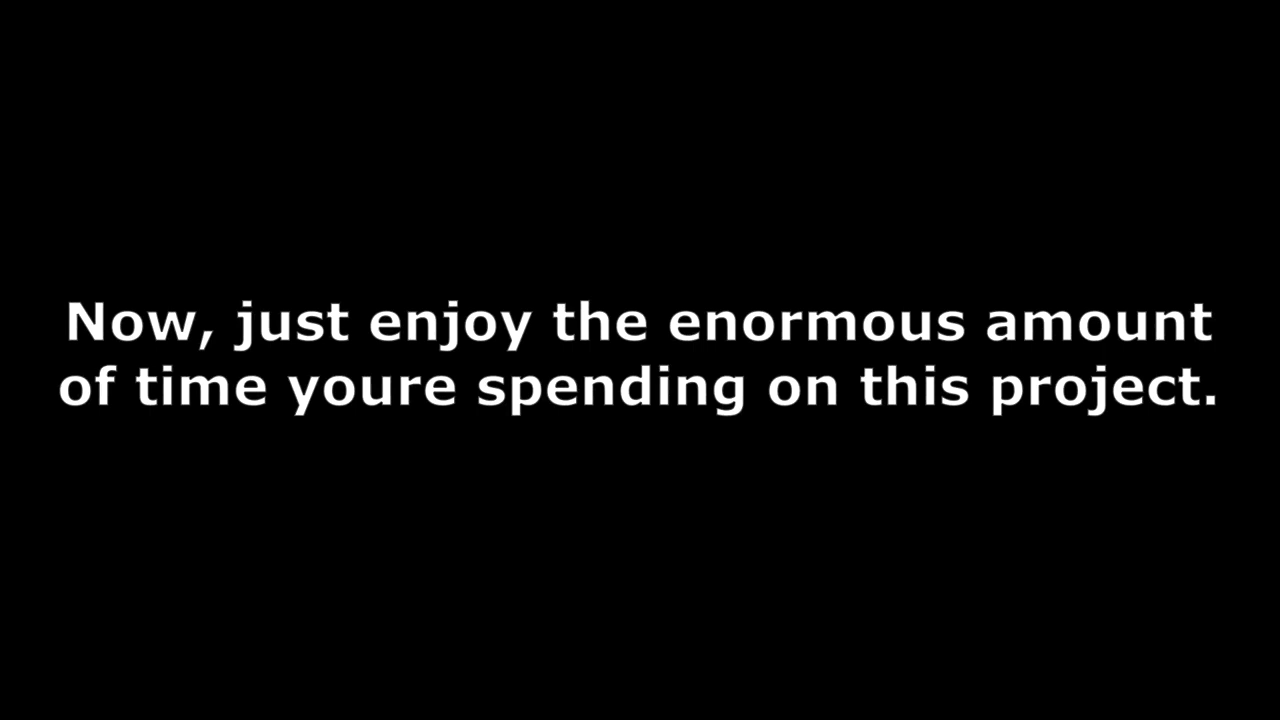 Now, just enjoy the enormous amount
of time youre spending on this project.